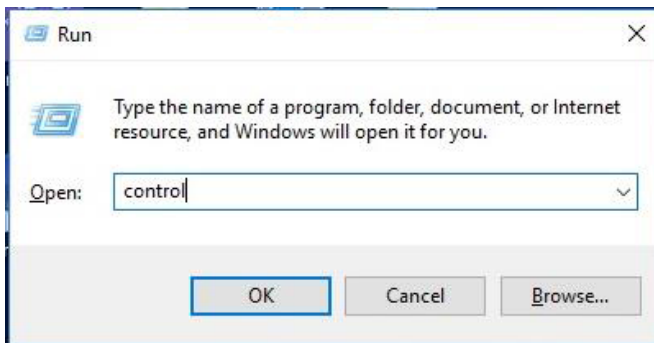 Run
Type the name of a program, folder, document, or Internet
resource, and Windows will open it for you.
Open: control
OK Cancel Browse...